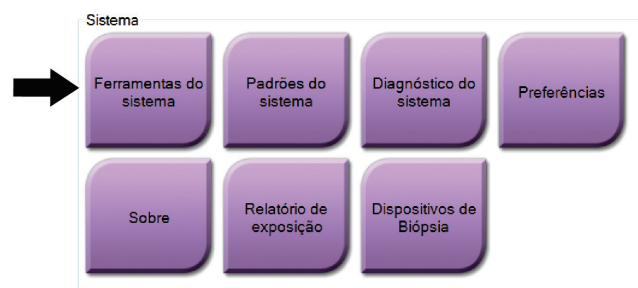 Sistema
Ferramentas do
sistema
Padrões do
sistema
Diagnóstico do
sistema
Preferências
Sobre
Relatório de
exposição
Dispositivos de
Biópsia